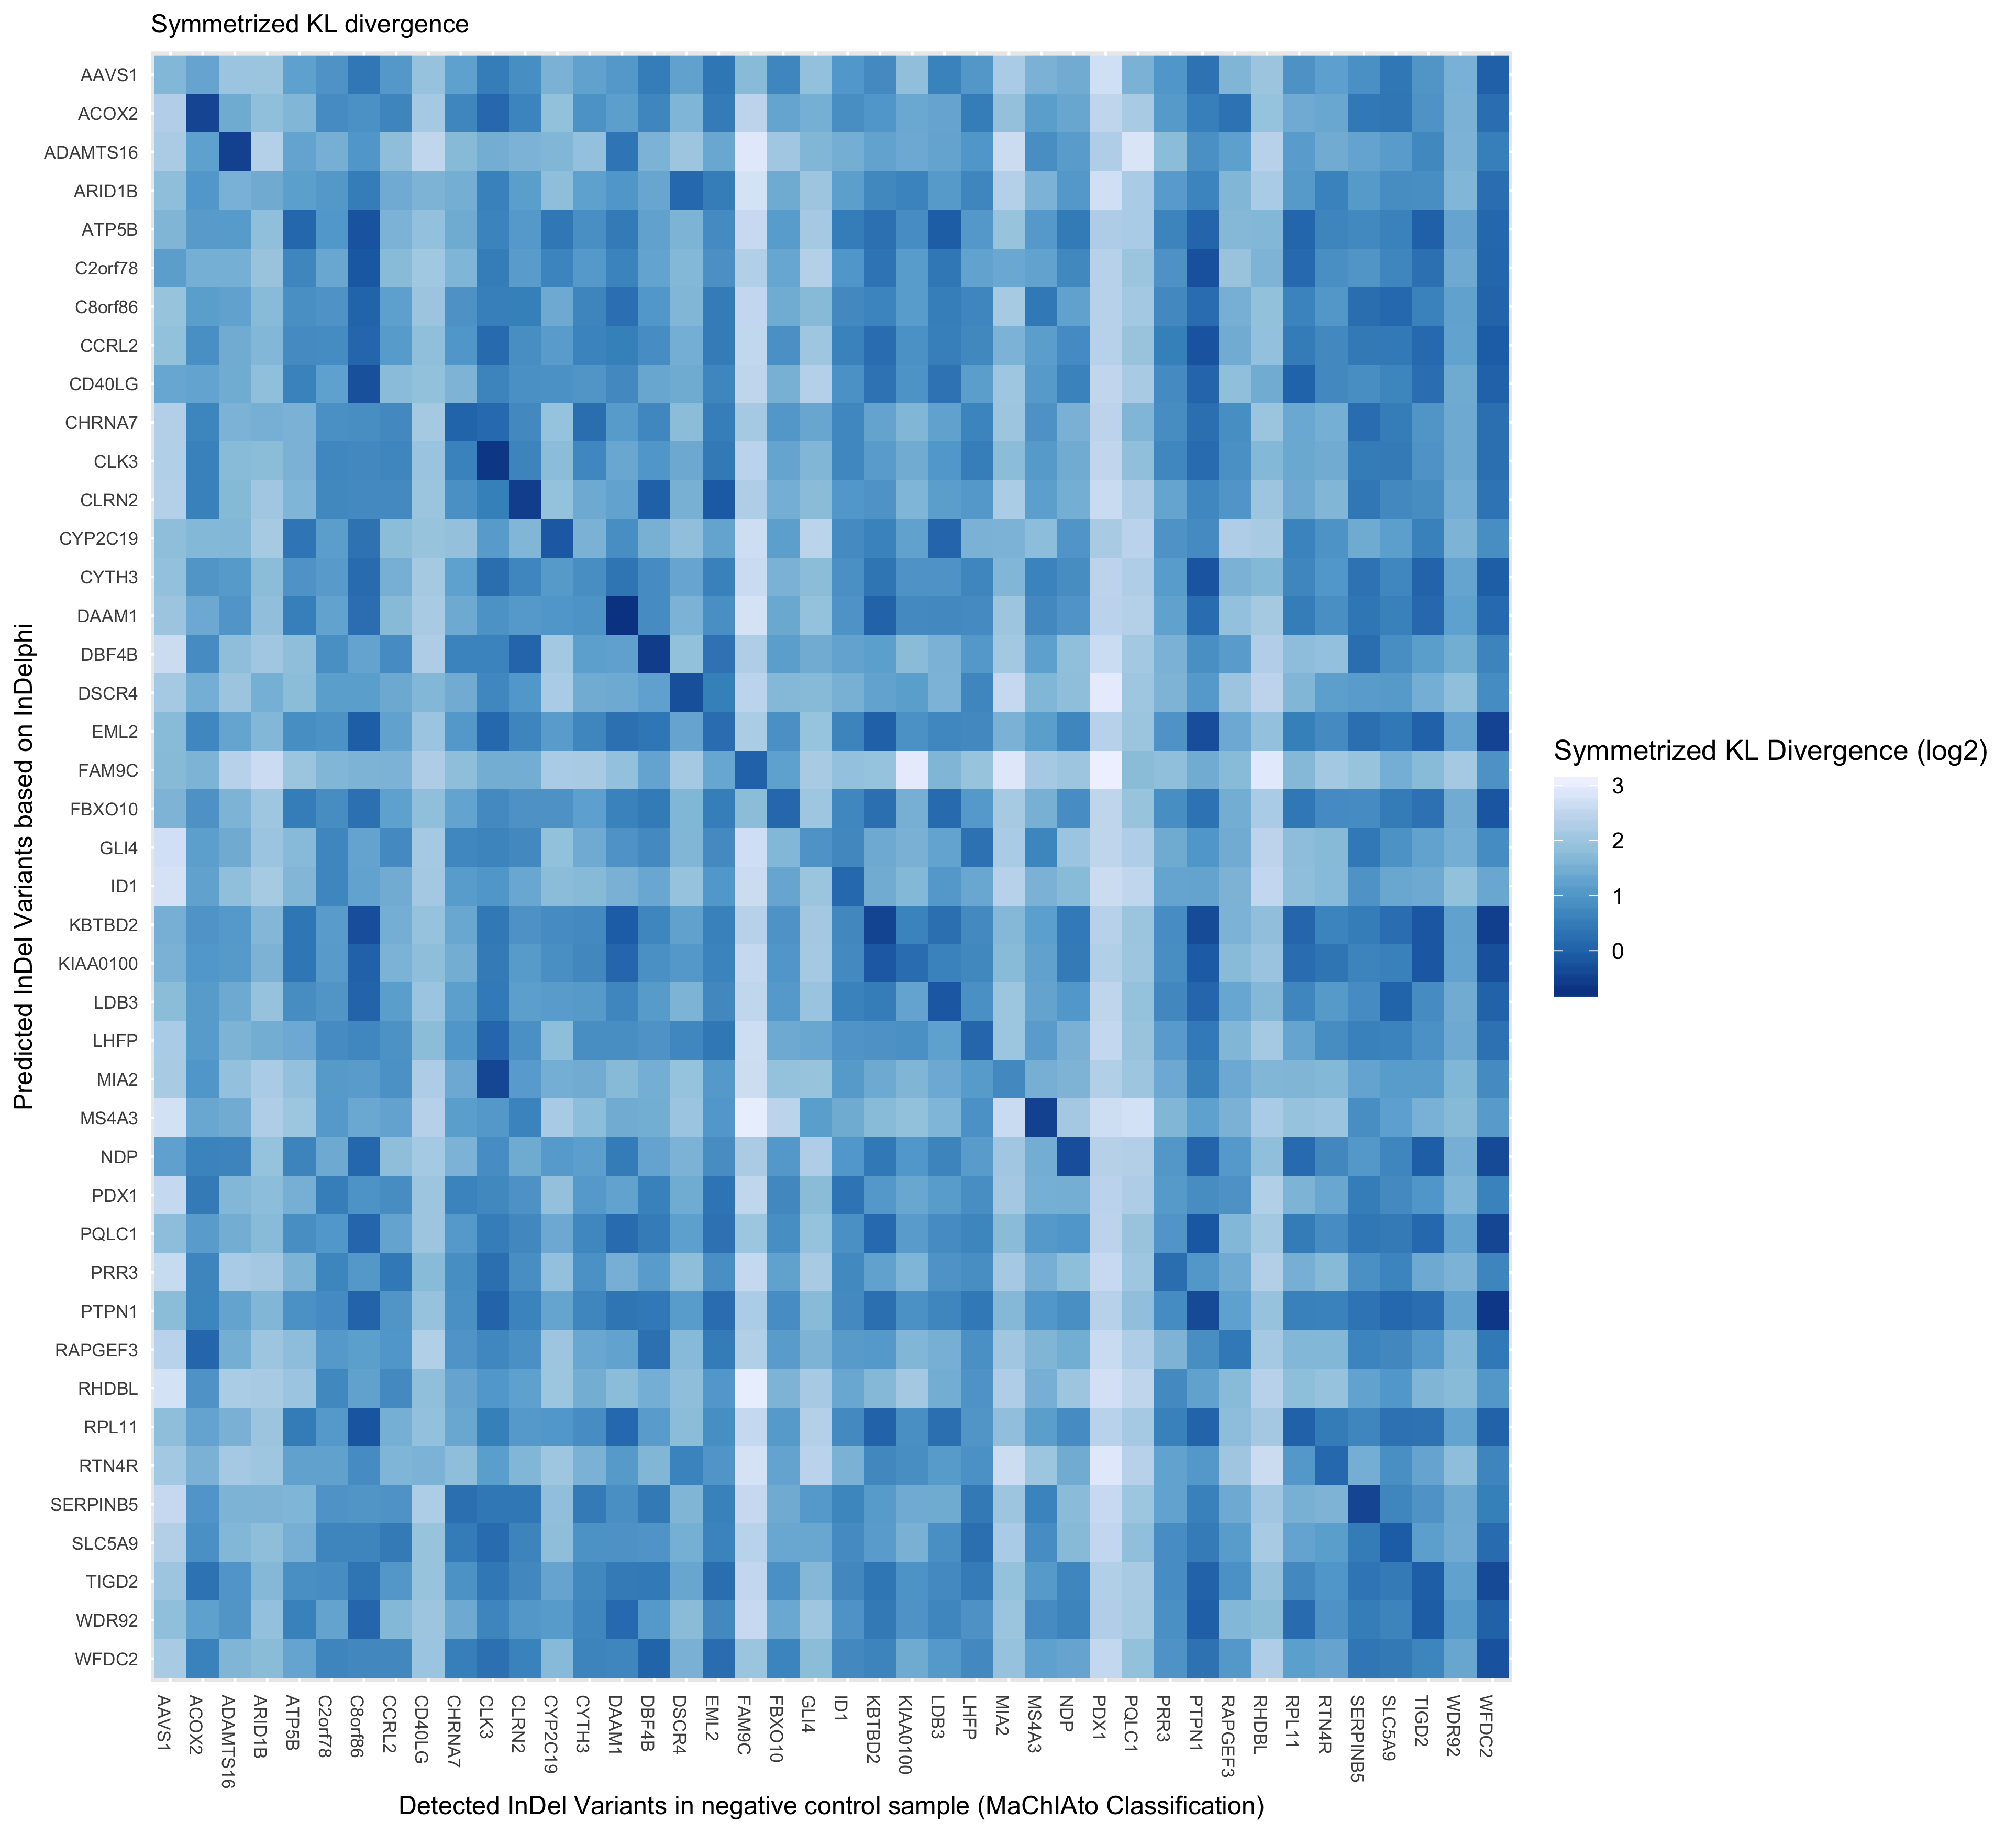 Symmetrized KL divergence
Predicted InDel Variants based on InDelphi
AAVS1
ACOX2
ADAMTS16
ARID1B
ATP5B
C2orf78
C8orf86
CCRL2
CD40LG
CHRNA7
CLK3
CLRN2
CYP2C19
CYTH3
DAAM1
DBF4B
DSCR4
EML2
FAM9C
FBXO10
GLI4
ID1
KBTBD2
KIAA0100
LDB3
LHFP
MIA2
MS4A3
NDP
PDX1
PQLC1
PRR3
PTPN1
RAPGEF3
RHDBL
RPL11
RTN4R
SERPINB5
SLC5A9
TIGD2
WDR92
WFDC2
Symmetrized KL Divergence (log2)
3
2
1
0
AAVS1
ACOX2
ADAMTS16
ARID1B
ATP5B
C2orf78
C8orf86
CCRL2
CD40LG
CHRNA7
CLK3
CLRN2
CYP2C19
CYTH3
DAAM1
DBF4B
DSCR4
EML2
FAM9C
FBXO10
GLI4
ID1
KBTBD2
KIAA0100
LDB3
LHFP
MIA2
MS4A3
NDP
PDX1
PQLC1
PRR3
PTPN1
RAPGEF3
RHDBL
RPL11
RTN4R
SERPINB5
SLC5A9
TIGD2
WDR92
WFDC2
Detected InDel Variants in negative control sample (MaChIAto Classification)